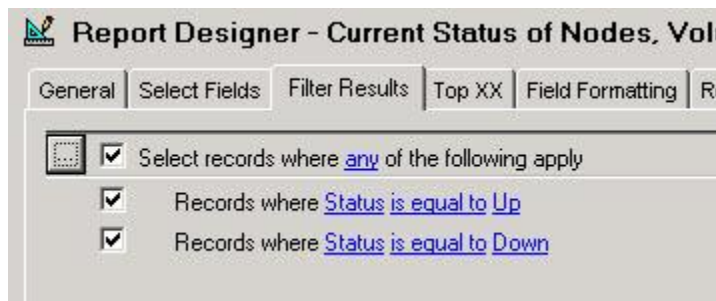 Report Designer - Current Status of Nodes,
General Select Fields Filter Results Top XX Field Formatting
Select records where any of the following apply
Records where Status is equal to Up
Records where Status is equal to Down